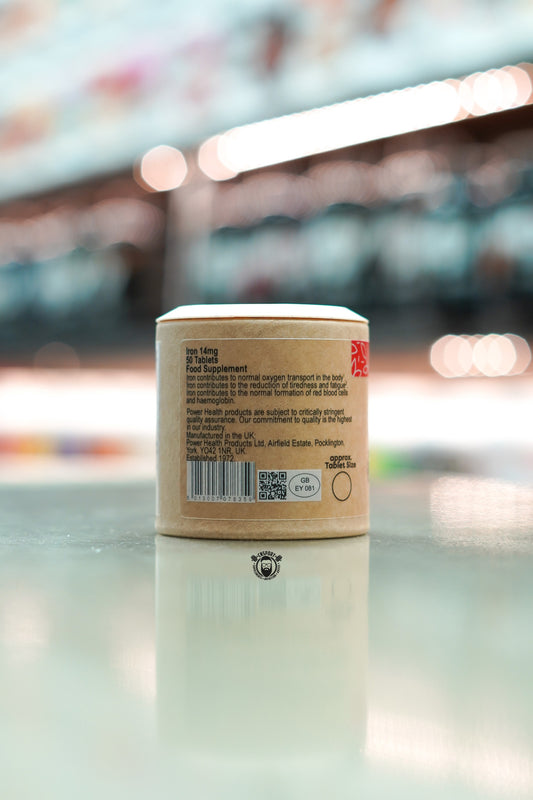 Iron 14mg
50 Tablets
Food Supplement
Iron contributes to normal oxygen transport in the body
Iron contributes to the reduction of tiredness and fatigue
Iron contributes to the normal formation of red blood cells
and haemoglobin.
Power Health products are subject to critically stringent
quality assurance. Our commitment to quality is the highest
in our industry.
Manufactured in the UK:
Power Health Products Ltd, Airfield Estate, Pocklington,
York, YO42 1NR, UK.
Established 1972.
approx.
Tablet Size
GB
EY 081